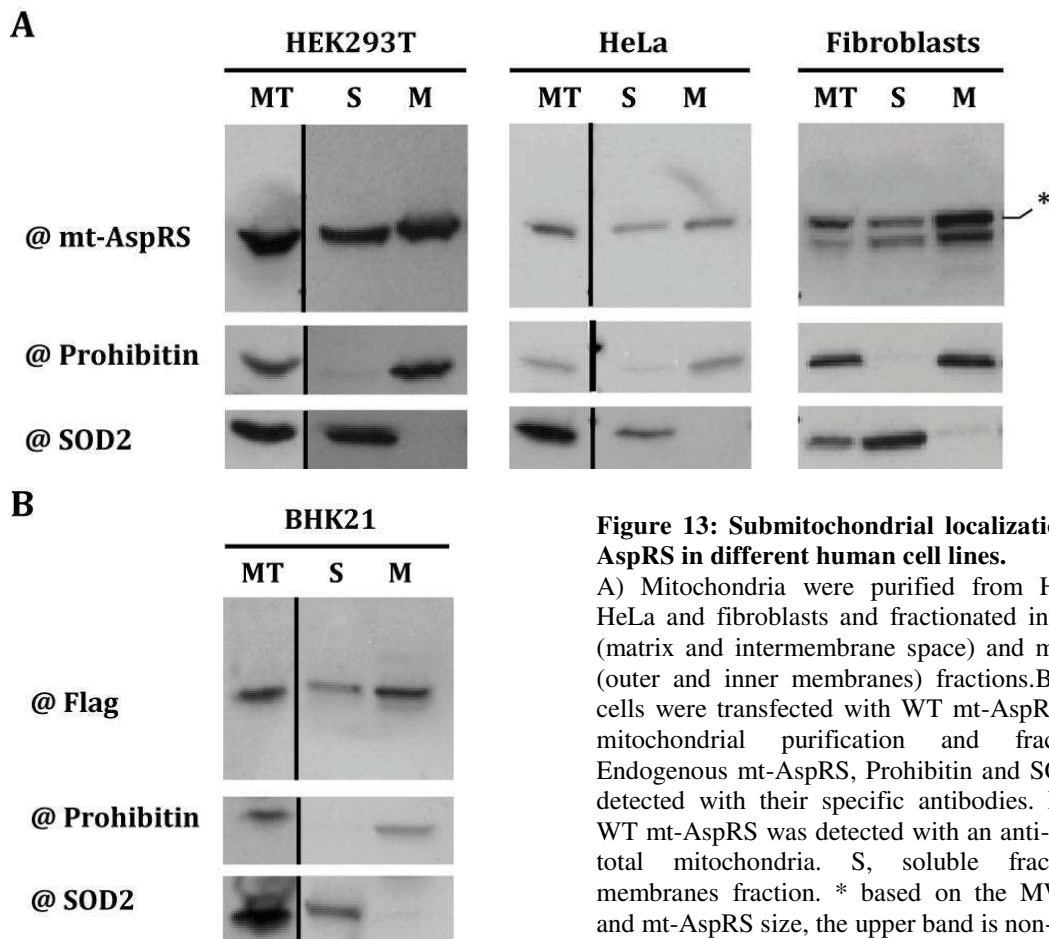 A
HEK293T HeLa Fibroblasts
MT S M MT S M MT S M
*
@ mt-AspRS
@ Prohibitin
@ SOD2
B
BHK21
MT S M
@ Flag
@ Prohibitin
@ SOD2
Figure 13: Submitochondrial
AspRS in different human cell lines.
A) Mitochondria were purified from
HeLa and fibroblasts and fractionated
(matrix and intermembrane space) and
(outer and inner membranes) fractions.B
cells were transfected with WT
mitochondrial purification and
Endogenous mt-AspRS, Prohibitin and
detected with their specific antibodies.
WT mt-AspRS was detected with an anti-
total mitochondria. S, soluble
membranes fraction. * based on the
and mt-AspRS size, the upper band is non-